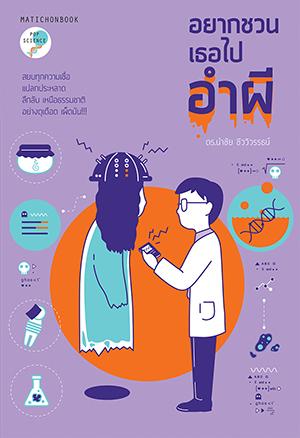 MATICHONBOOK
POP
SCIENCE
อยากชวน
เธอไป
อำผี
สยบทุกความเชื่อ
แปลกประหลาด
ลึกลับ เหนือธรรมชาติ
อย่างดุเดือด เผ็ดมัน!!!
ดร.นำชัย ชีววิวรรธน์